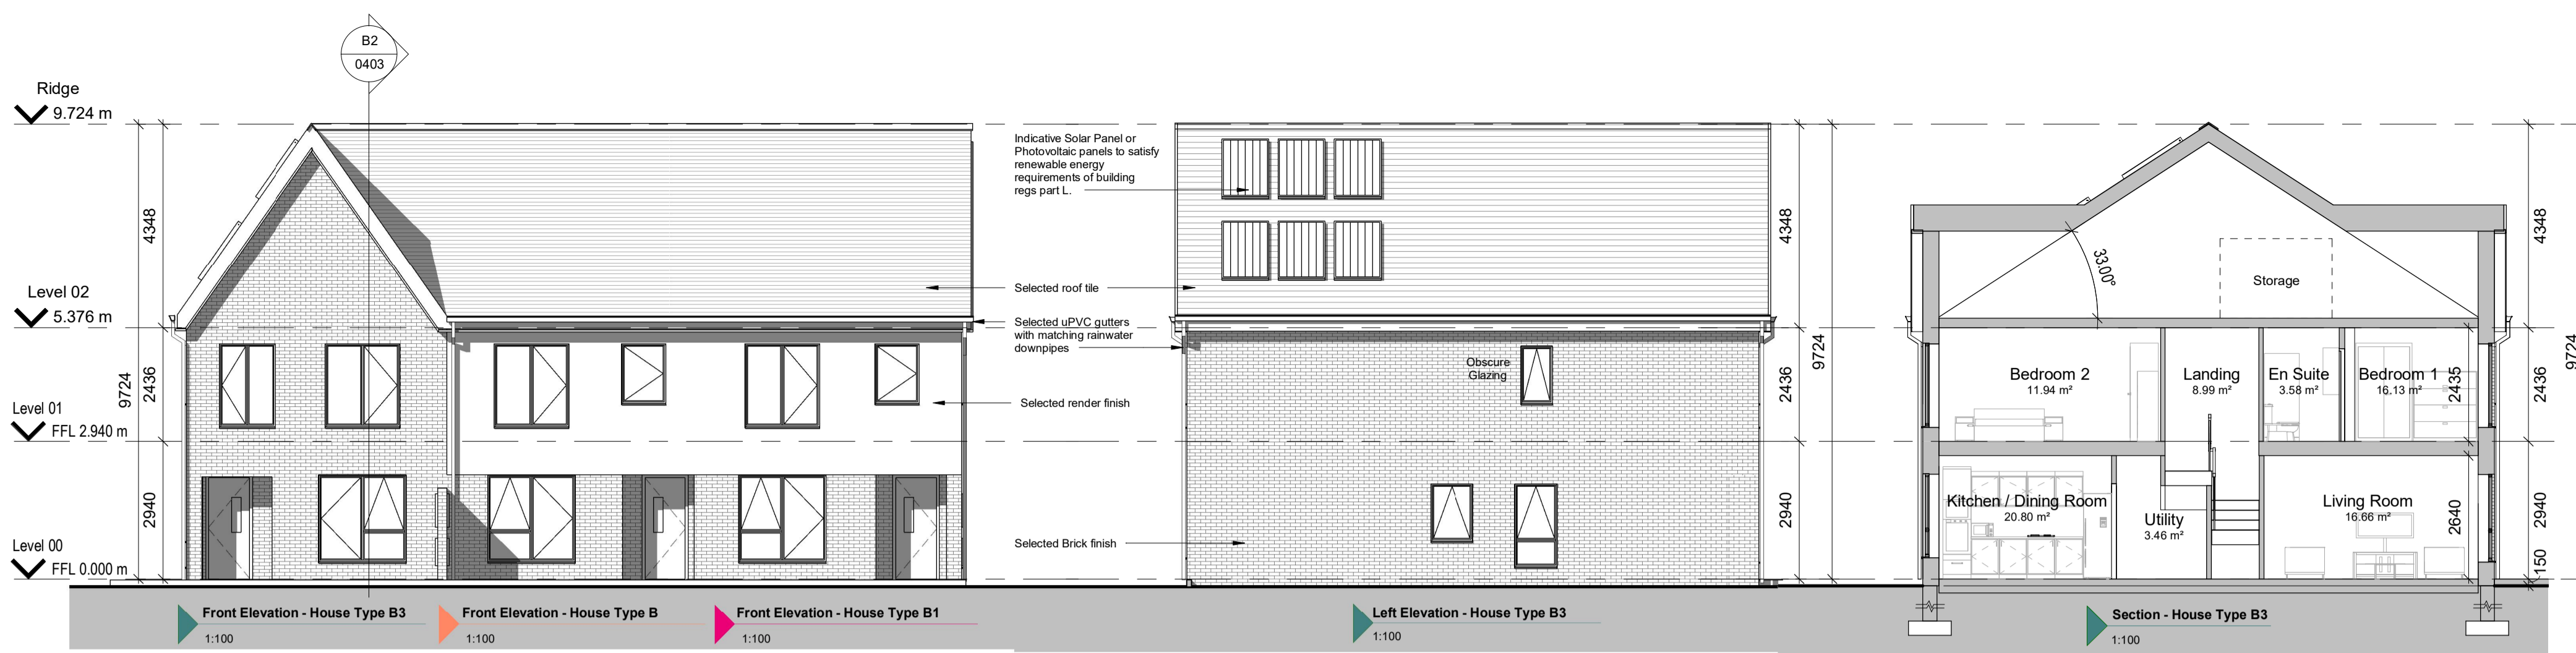 B2
0403
Ridge
9.724 m
Level 02
5.376 m
Level 01
FFL 2.940 m
Level 00
FFL 0.000 m
9724
4348
2436
2940
Indicative Solar Panel or
Photovoltaic panels to satisfy
renewable energy
requirements of building
regs part L.
Selected roof tile
Selected uPVC gutters
with matching rainwater
downpipes
Selected render finish
Selected Brick finish
Obscure
Glazing
4348
2436
2940
9724
33.00°
Storage
Bedroom 2
11.94 m²
Landing
8.99 m²
En Suite
3.58 m²
Bedroom 1
16.13 m²
2435
Kitchen / Dining Room
20.80 m²
Utility
3.46 m²
Living Room
16.66 m²
2640
4348
2436
2940
150
9724
Front Elevation - House Type B3
1:100
Front Elevation - House Type B
1:100
Front Elevation - House Type B1
1:100
Left Elevation - House Type B3
1:100
Section - House Type B3
1:100